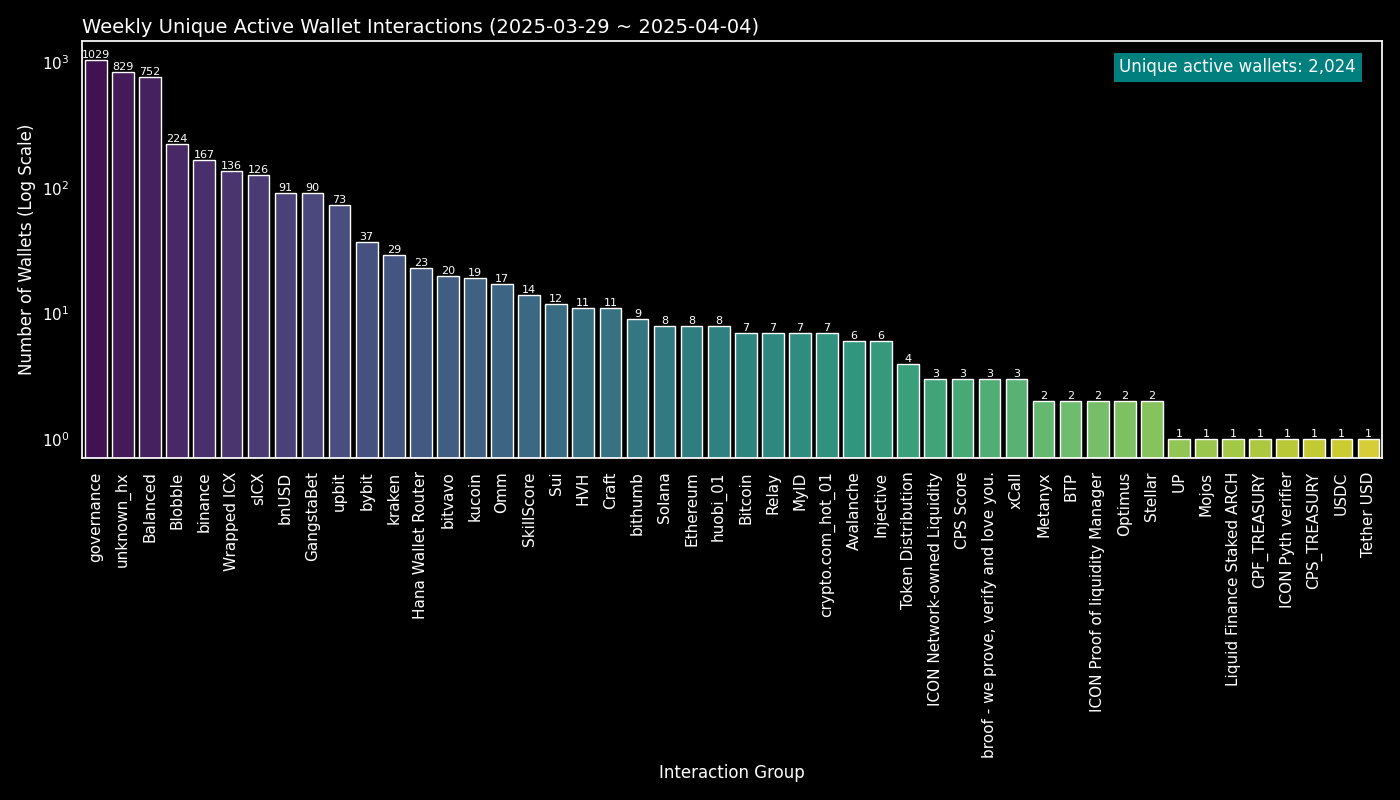 Weekly Unique Active Wallet Interactions (2025-03-29 ~ 2025-04-04)
Unique active wallets: 2,024
Number of Wallets (Log Scale)
10³
10²
10¹
10⁰
1029
829
752
224
167
136
126
91
90
73
37
29
23
20
19
17
14
12
11
11
9
8
8
8
7
7
7
7
6
6
4
3
3
3
3
2
2
2
2
2
1
1
1
1
1
1
1
1
governance
unknown_hx
Balanced
Blobble
binance
Wrapped ICX
sICX
bnUSD
GangstaBet
upbit
bybit
kraken
Hana Wallet Router
bitvavo
kucoin
Omm
SkillScore
Sui
HVH
Craft
bithumb
Solana
Ethereum
huobi_01
Bitcoin
Relay
MyID
crypto.com_hot_01
Avalanche
Injective
Token Distribution
ICON Network-owned Liquidity
CPS Score
broof - we prove, verify and love you.
xCall
Metanyx
BTP
ICON Proof of liquidity Manager
Optimus
Stellar
UP
Mojos
Liquid Finance Staked ARCH
CPF_TREASURY
ICON Pyth verifier
CPS_TREASURY
USDC
Tether USD
Interaction Group